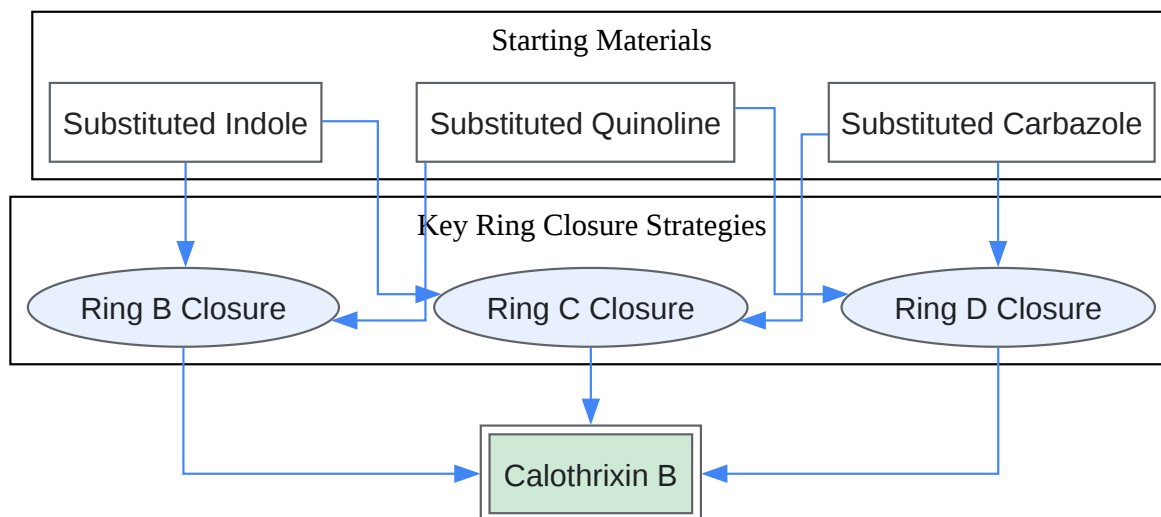 Starting Materials
Substituted Indole
Substituted Quinoline
Substituted Carbazole
Key Ring Closure Strategies
Ring B Closure
Ring C Closure
Ring D Closure
Calothrixin B